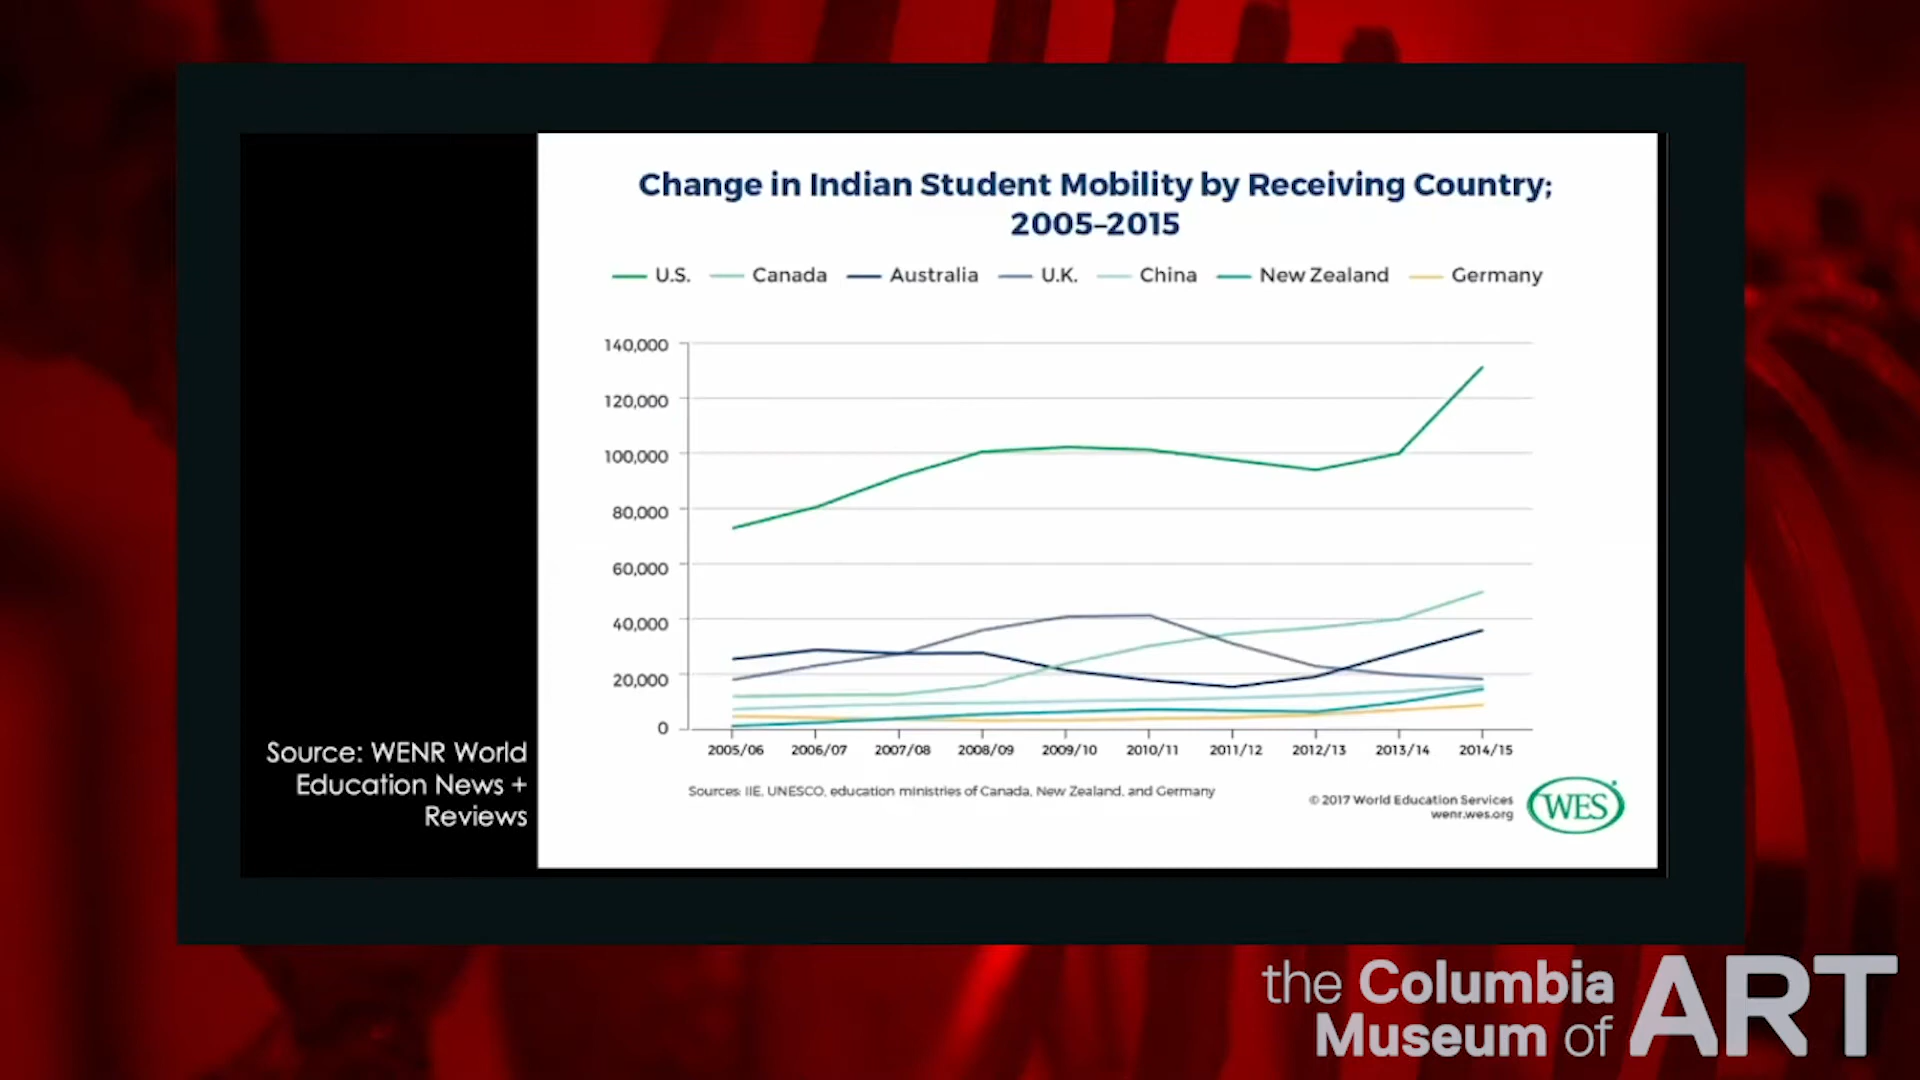 Change in Indian Student Mobility by Receiving Country;
2005–2015
U.S. Canada Australia U.K. China New Zealand Germany
140,000
120,000
100,000
80,000
60,000
40,000
20,000
0
2005/06 2006/07 2007/08 2008/09 2009/10 2010/11 2011/12 2012/13 2013/14 2014/15
Sources: IIE, UNESCO, education ministries of Canada, New Zealand, and Germany
© 2017 World Education Services
wenr.wes.org
WES
Source: WENR World
Education News +
Reviews
the Columbia
Museum of ART